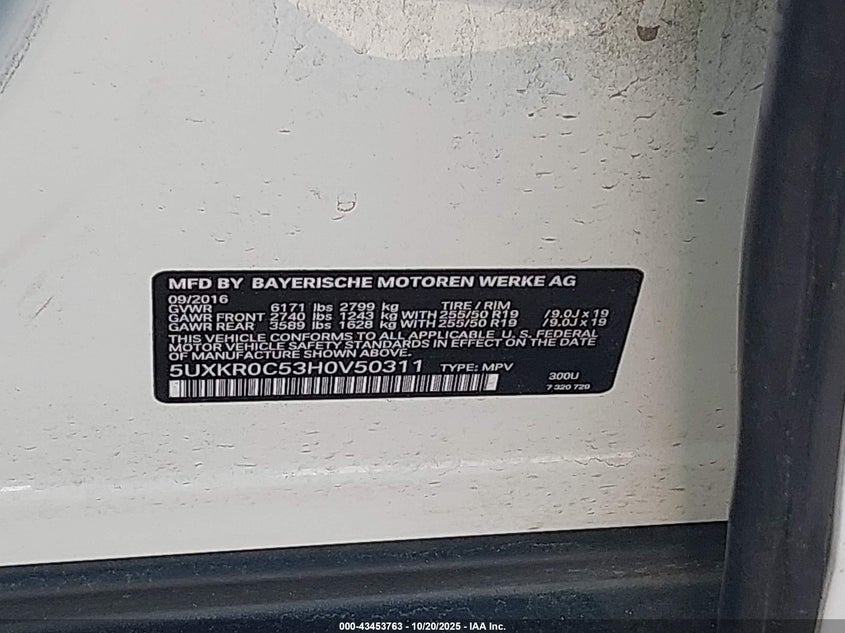 MFD BY BAYERISCHE MOTOREN WERKE AG
09/2016
GVWR 6171 lbs 2799 kg TIRE / RIM
GAWR FRONT 2740 lbs 1243 kg WITH 255/50 R19 /9.0J x 19
GAWR REAR 3589 lbs 1628 kg WITH 255/50 R19 /9.0J x 19
THIS VEHICLE CONFORMS TO ALL APPLICABLE U. S. FEDERAL
MOTOR VEHICLE SAFETY STANDARDS IN EFFECT ON THE DATE
OF MANUFACTURE SHOWN ABOVE.
5UXKR0C53H0V50311 TYPE: MPV
300U
7 320 720
000-43453763 - 10/20/2025 - IAA Inc.